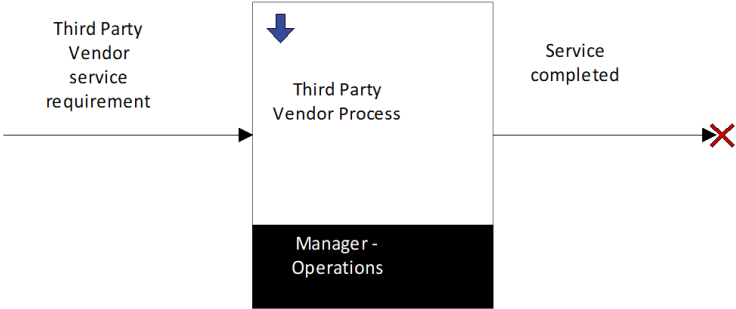 Third Party
Vendor
service
requirement
Third Party
Vendor Process
Service
completed
Manager -
Operations